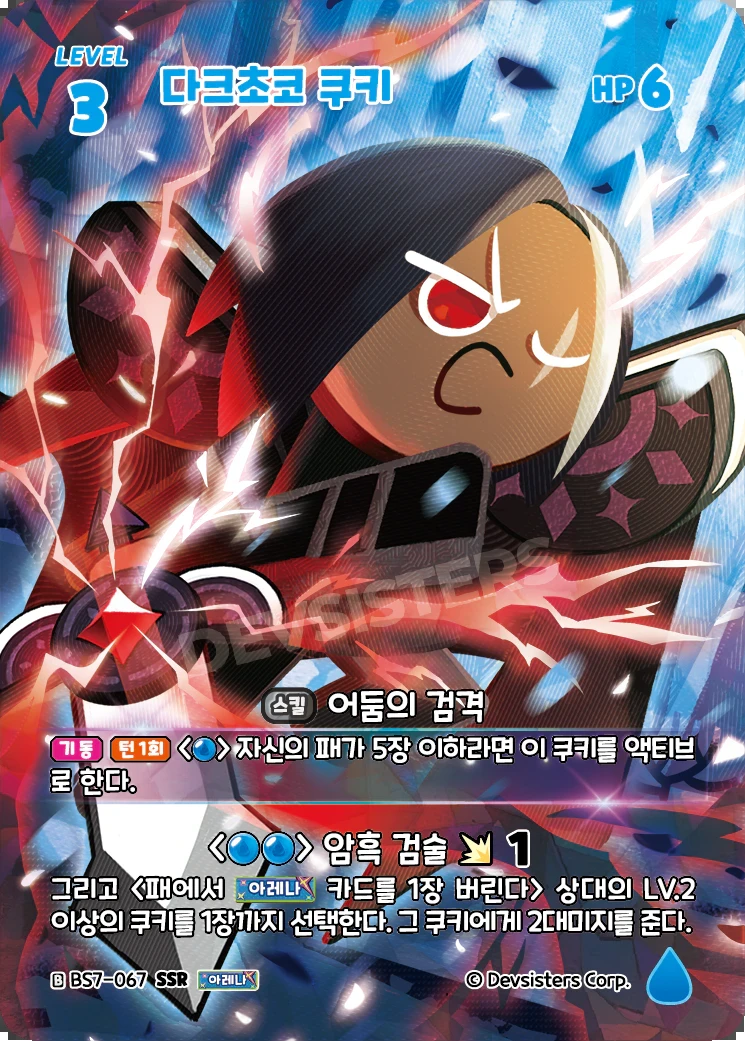 LEVEL
3
다크초코 쿠키
HP 6
DEVSISTERS
스킬 어둠의 검격
기동 턴1회 < > 자신의 패가 5장 이하라면 이 쿠키를 액티브
로 한다.
< > 암흑 검술 1
그리고 <패에서 아레나 카드를 1장 버린다> 상대의 LV.2
이상의 쿠키를 1장까지 선택한다. 그 쿠키에게 2대미지를 준다.
B BS7-067 SSR 아레나 © Devsisters Corp.